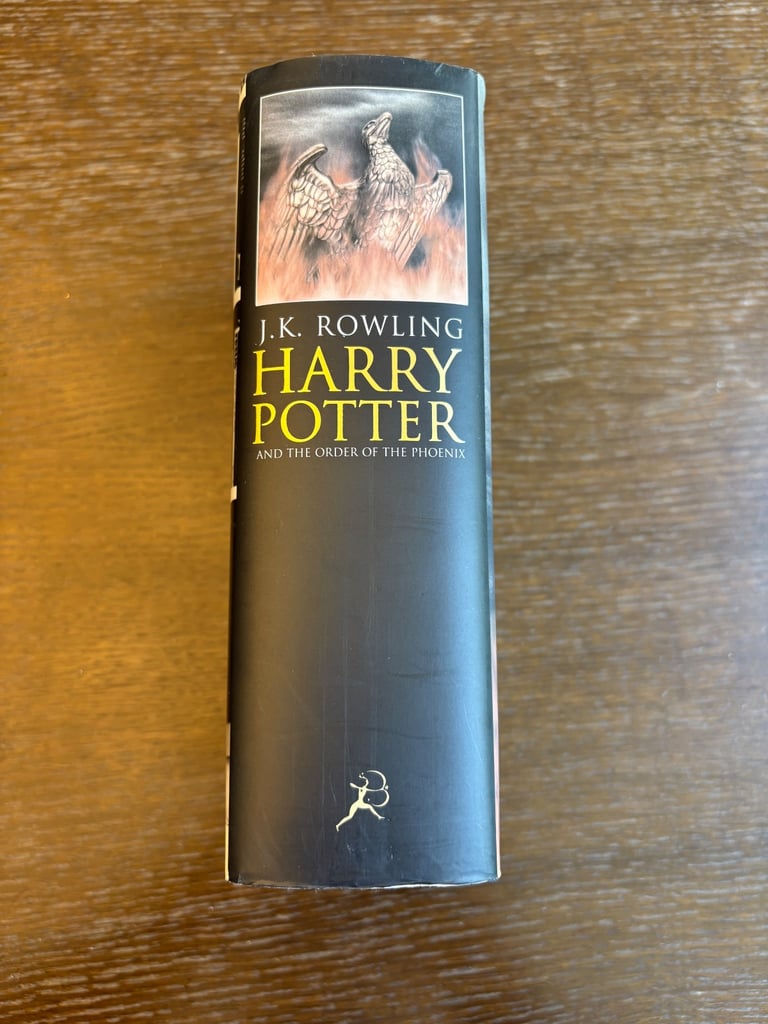 J.K. ROWLING
HARRY
POTTER
AND THE ORDER OF THE PHOENIX